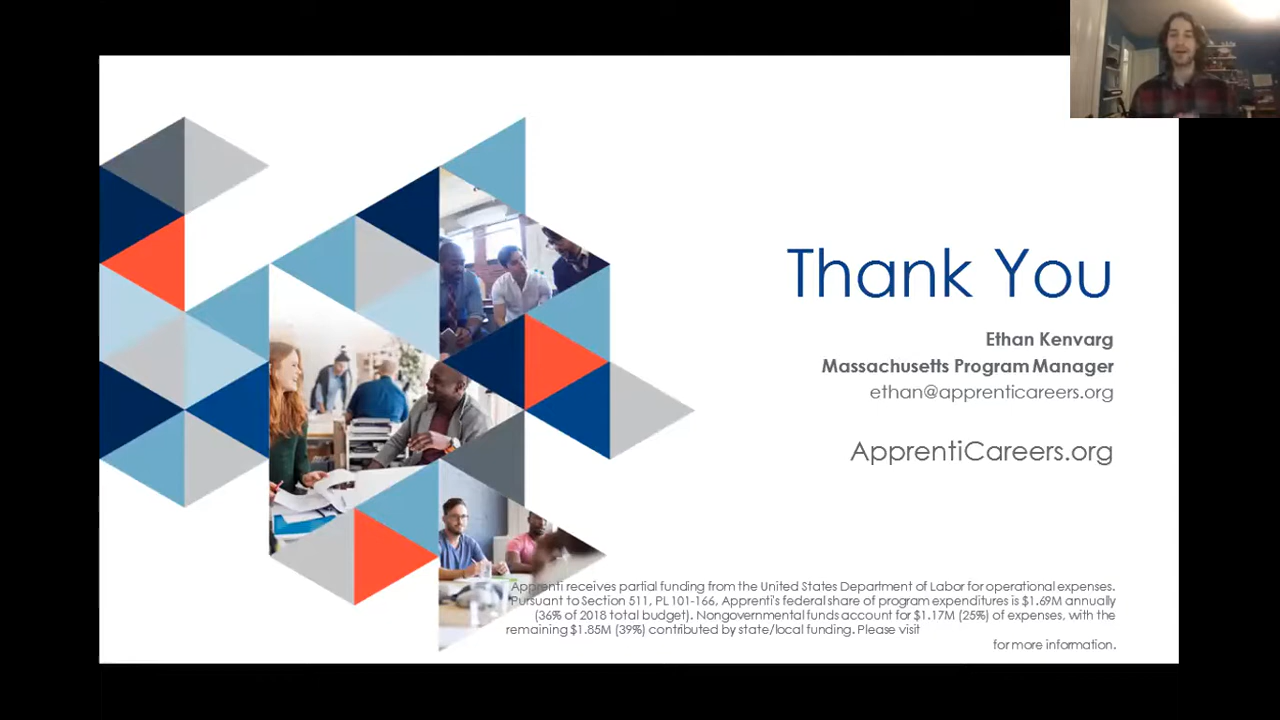 Thank You
Ethan Kenvarg
Massachusetts Program Manager
ethan@apprenticareers.org
ApprentiCareers.org
Apprenti receives partial funding from the United States Department of Labor for operational expenses.
Pursuant to Section 511, PL 101-166, Apprenti's federal share of program expenditures is $1.69M annually
(36% of 2018 total budget). Nongovernmental funds account for $1.17M (25%) of expenses, with the
remaining $1.85M (39%) contributed by state/local funding. Please visit
for more information.